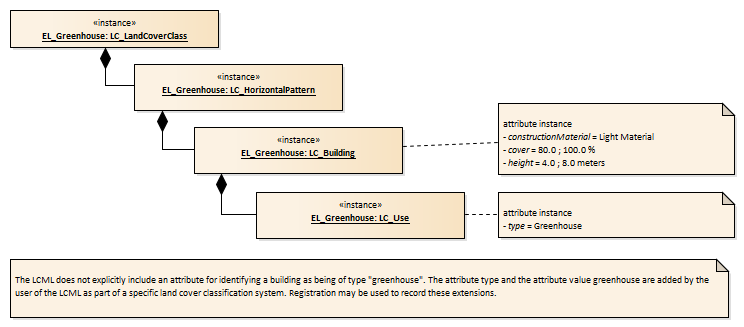 «instance»
EL_Greenhouse: LC_LandCoverClass
«instance»
EL_Greenhouse: LC_HorizontalPattern
«instance»
EL_Greenhouse: LC_Building
attribute instance
- constructionMaterial = Light Material
- cover = 80.0 ; 100.0 %
- height = 4.0 ; 8.0 meters
«instance»
EL_Greenhouse: LC_Use
attribute instance
- type = Greenhouse
The LCML does not explicitly include an attribute for identifying a building as being of type "greenhouse". The attribute type and the attribute value greenhouse are added by the
user of the LCML as part of a specific land cover classification system. Registration may be used to record these extensions.